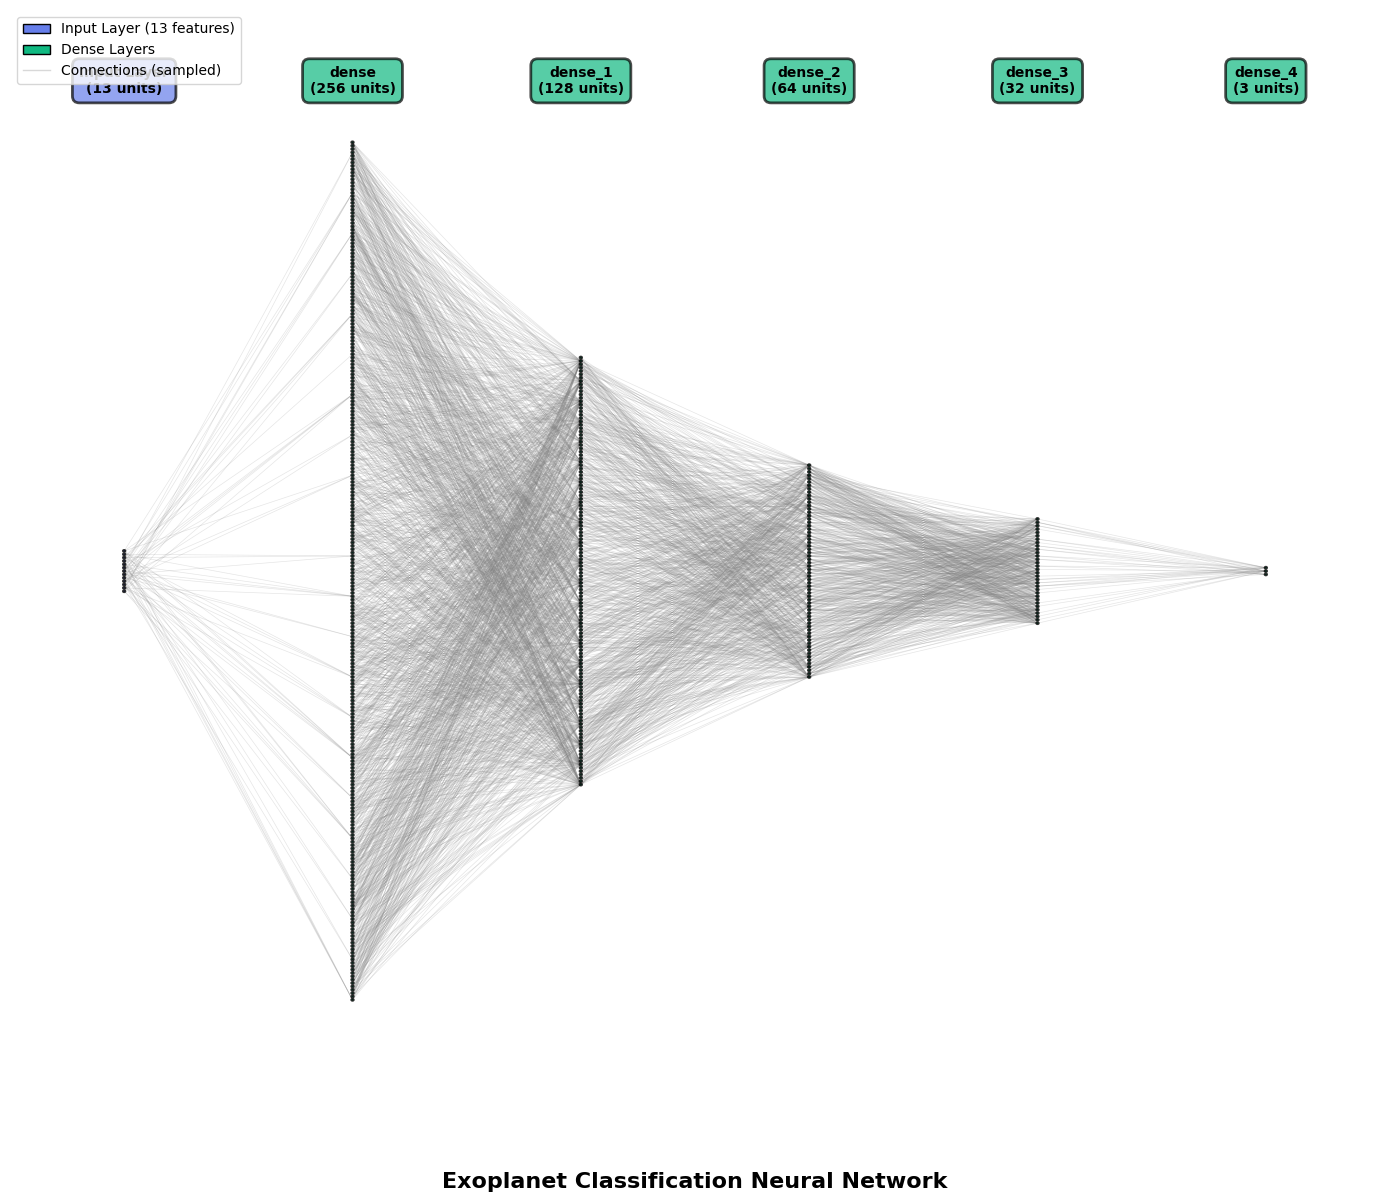 Input Layer (13 features)
Dense Layers
Connections (sampled)
(13 units)
dense
(256 units)
dense_1
(128 units)
dense_2
(64 units)
dense_3
(32 units)
dense_4
(3 units)
Exoplanet Classification Neural Network